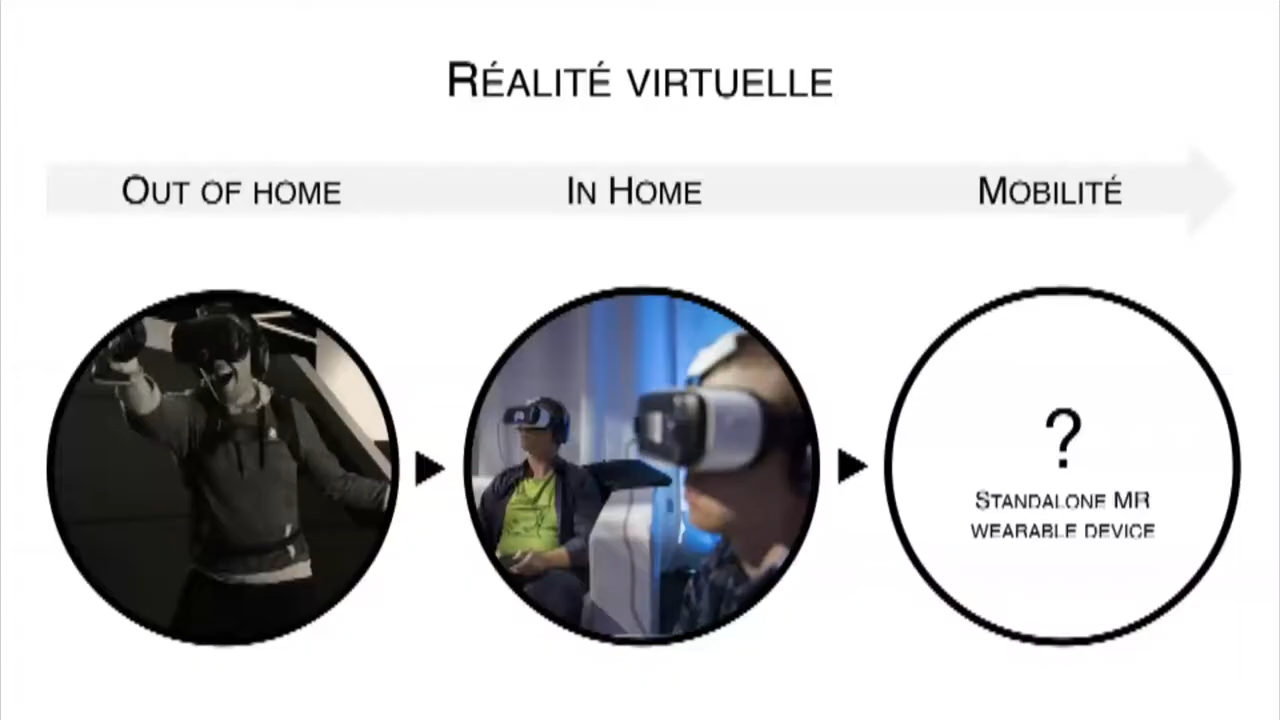 RÉALITÉ VIRTUELLE
OUT OF HOME
IN HOME
MOBILITÉ
?
STANDALONE MR
WEARABLE DEVICE